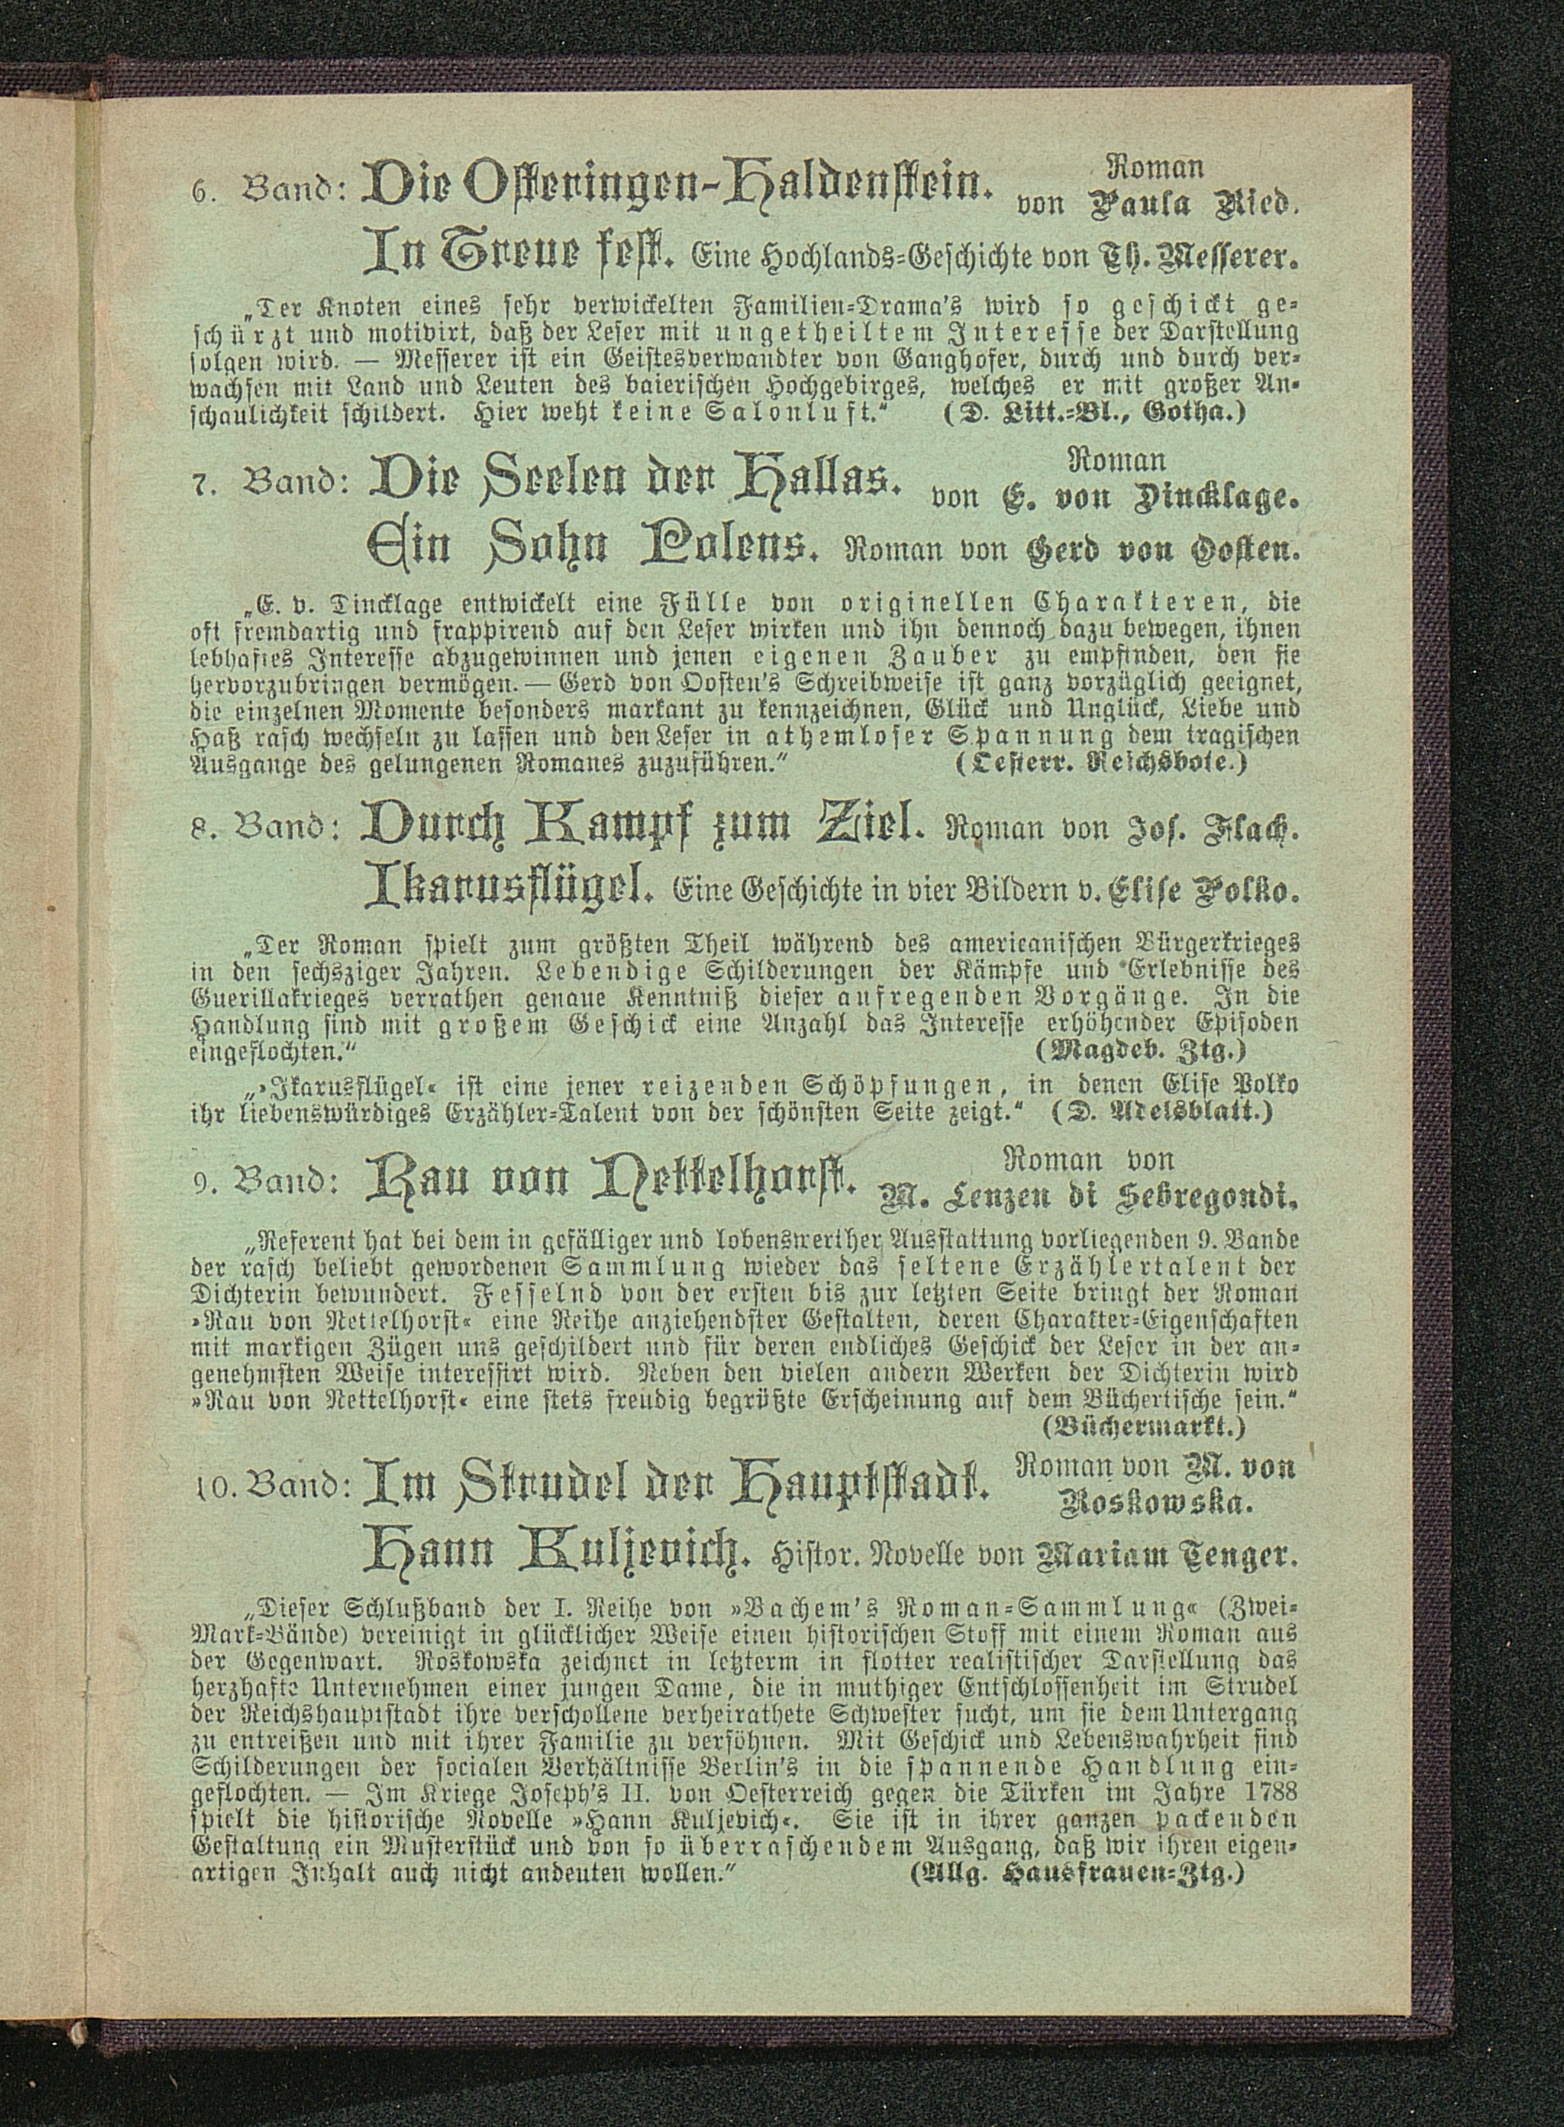 6. Band: Die Osteringen-Haldenstein. Roman von Paula Ried.
In Treue fest. Eine Hochlands-Geschichte von Th. Messerer.
„Der Knoten eines sehr verwickelten Familien-Drama's wird so geschickt ge-
schürzt und motivirt, daß der Leser mit ungetheiltem Interesse der Darstellung
folgen wird. — Messerer ist ein Geistesverwandter von Ganghofer, durch und durch ver-
wachsen mit Land und Leuten des baierischen Hochgebirges, welches er mit großer An-
schaulichkeit schildert. Hier weht keine Salonluft.“ (D. Litt.-Bl., Gotha.)
7. Band: Die Seelen der Hallas. Roman von E. von Dincklage.
Ein Sohn Polens. Roman von Gerd von Oosten.
„E. v. Dincklage entwickelt eine Fülle von originellen Charakteren, die
oft fremdartig und frappirend auf den Leser wirken und ihn dennoch dazu bewegen, ihnen
lebhaftes Interesse abzugewinnen und jenen eigenen Zauber zu empfinden, den sie
hervorzubringen vermögen. — Gerd von Oosten's Schreibweise ist ganz vorzüglich geeignet,
die einzelnen Momente besonders markant zu kennzeichnen, Glück und Unglück, Liebe und
Haß rasch wechseln zu lassen und den Leser in athemloser Spannung dem tragischen
Ausgange des gelungenen Romanes zuzuführen.“ (Oesterr. Reichsbote.)
8. Band: Durch Kampf zum Ziel. Roman von Jos. Flach.
Ikarusflügel. Eine Geschichte in vier Bildern v. Elise Polko.
„Der Roman spielt zum größten Theil während des americanischen Bürgerkrieges
in den sechsziger Jahren. Lebendige Schilderungen der Kämpfe und Erlebnisse des
Guerillakrieges verrathen genaue Kenntniß dieser aufregenden Vorgänge. In die
Handlung sind mit großem Geschick eine Anzahl das Interesse erhöhender Episoden
eingeflochten.“ (Magdeb. Ztg.)
„»Ikarusflügel« ist eine jener reizenden Schöpfungen, in denen Elise Polko
ihr liebenswürdiges Erzähler-Talent von der schönsten Seite zeigt.“ (D. Adelsblatt.)
9. Band: Rau von Nettelhorst. Roman von M. Lenzen di Sebregondi.
„Referent hat bei dem in gefälliger und lobenswerther Ausstattung vorliegenden 9. Bande
der rasch beliebt gewordenen Sammlung wieder das seltene Erzählertalent der
Dichterin bewundert. Fesselnd von der ersten bis zur letzten Seite bringt der Roman
»Rau von Nettelhorst« eine Reihe anziehendster Gestalten, deren Charakter-Eigenschaften
mit markigen Zügen uns geschildert und für deren endliches Geschick der Leser in der an-
genehmsten Weise interessirt wird. Neben den vielen andern Werken der Dichterin wird
»Rau von Nettelhorst« eine stets freudig begrüßte Erscheinung auf dem Büchertische sein.“
(Büchermarkt.)
10. Band: Im Strudel der Hauptstadt. Roman von M. von Roskowska.
Hann Kuljevich. Histor. Novelle von Mariam Tenger.
„Dieser Schlußband der I. Reihe von »Bachem's Roman-Sammlung« (Zwei-
Mark-Bände) vereinigt in glücklicher Weise einen historischen Stoff mit einem Roman aus
der Gegenwart. Roskowska zeichnet in letzterm in flotter realistischer Darstellung das
herzhafte Unternehmen einer jungen Dame, die in muthiger Entschlossenheit im Strudel
der Reichshauptstadt ihre verschollene verheirathete Schwester sucht, um sie dem Untergang
zu entreißen und mit ihrer Familie zu versöhnen. Mit Geschick und Lebenswahrheit sind
Schilderungen der socialen Verhältnisse Berlin's in die spannende Handlung ein-
geflochten. — Im Kriege Joseph's II. von Oesterreich gegen die Türken im Jahre 1788
spielt die historische Novelle »Hann Kuljevich«. Sie ist in ihrer ganzen packenden
Gestaltung ein Musterstück und von so überraschendem Ausgang, daß wir ihren eigen-
artigen Inhalt auch nicht andeuten wollen.“ (Allg. Hausfrauen-Ztg.)